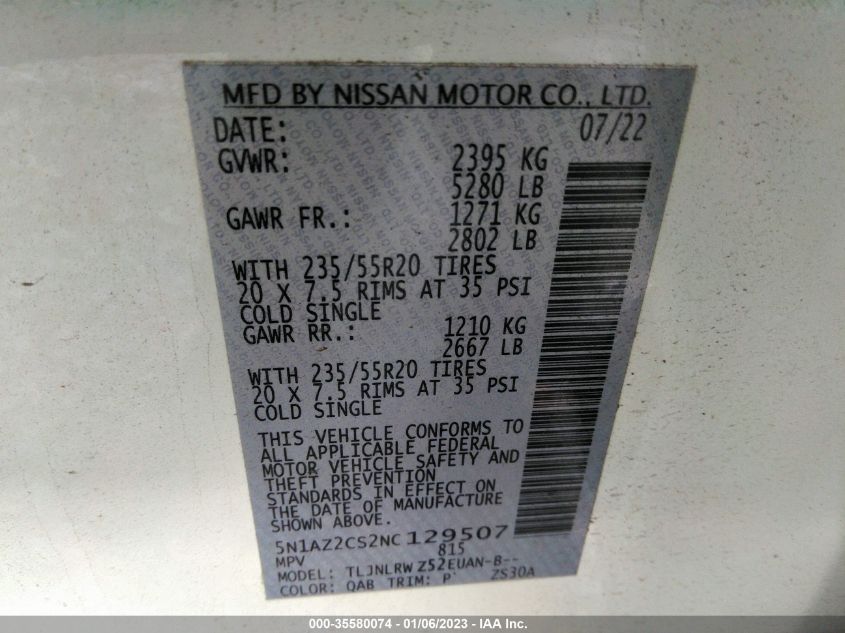 MFD BY NISSAN MOTOR CO., LTD.
DATE: 07/22
GVWR: 2395 KG
5280 LB
GAWR FR.: 1271 KG
2802 LB
WITH 235/55R20 TIRES
20 X 7.5 RIMS AT 35 PSI
COLD SINGLE
GAWR RR.: 1210 KG
2667 LB
WITH 235/55R20 TIRES
20 X 7.5 RIMS AT 35 PSI
COLD SINGLE
THIS VEHICLE CONFORMS TO
ALL APPLICABLE FEDERAL
MOTOR VEHICLE SAFETY AND
THEFT PREVENTION
STANDARDS IN EFFECT ON
THE DATE OF MANUFACTURE
SHOWN ABOVE.
5N1AZ2CS2NC129507
MPV 815
MODEL: TLJNLRW Z52EUAN-B--
COLOR: QAB TRIM: P ZS30A
000-35580074 - 01/06/2023 - IAA Inc.